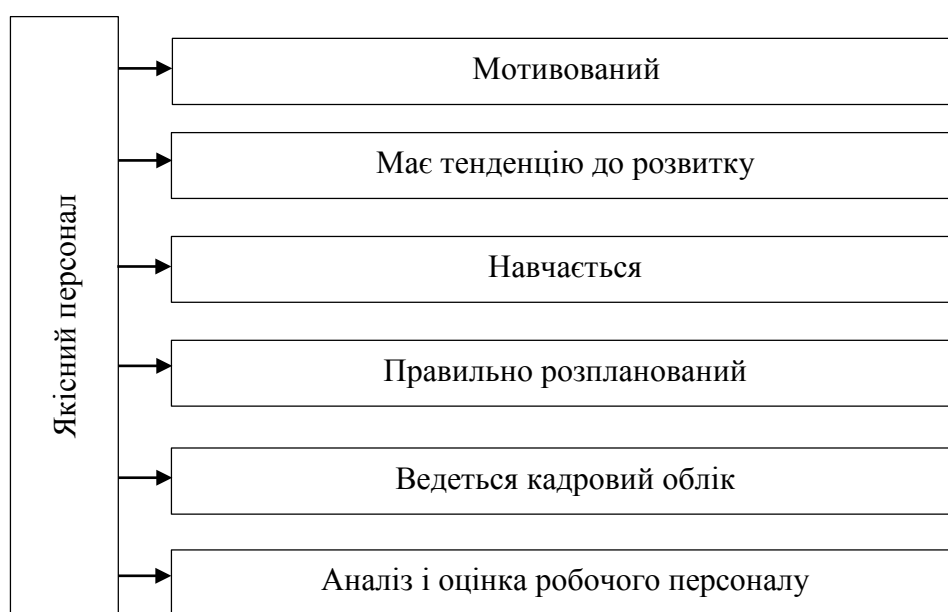 Якісний персонал
Мотивований
Має тенденцію до розвитку
Навчається
Правильно розпланований
Ведеться кадровий облік
Аналіз і оцінка робочого персоналу